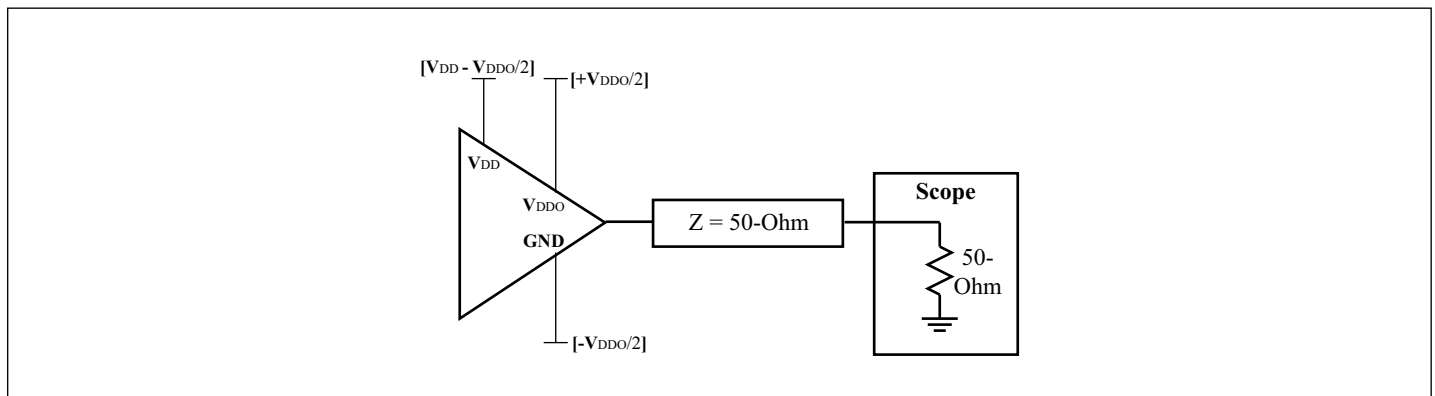 [VDD - VDDO/2]
[+VDDO/2]
VDD
VDDO
GND
[-VDDO/2]
Z = 50-Ohm
Scope
50-
Ohm